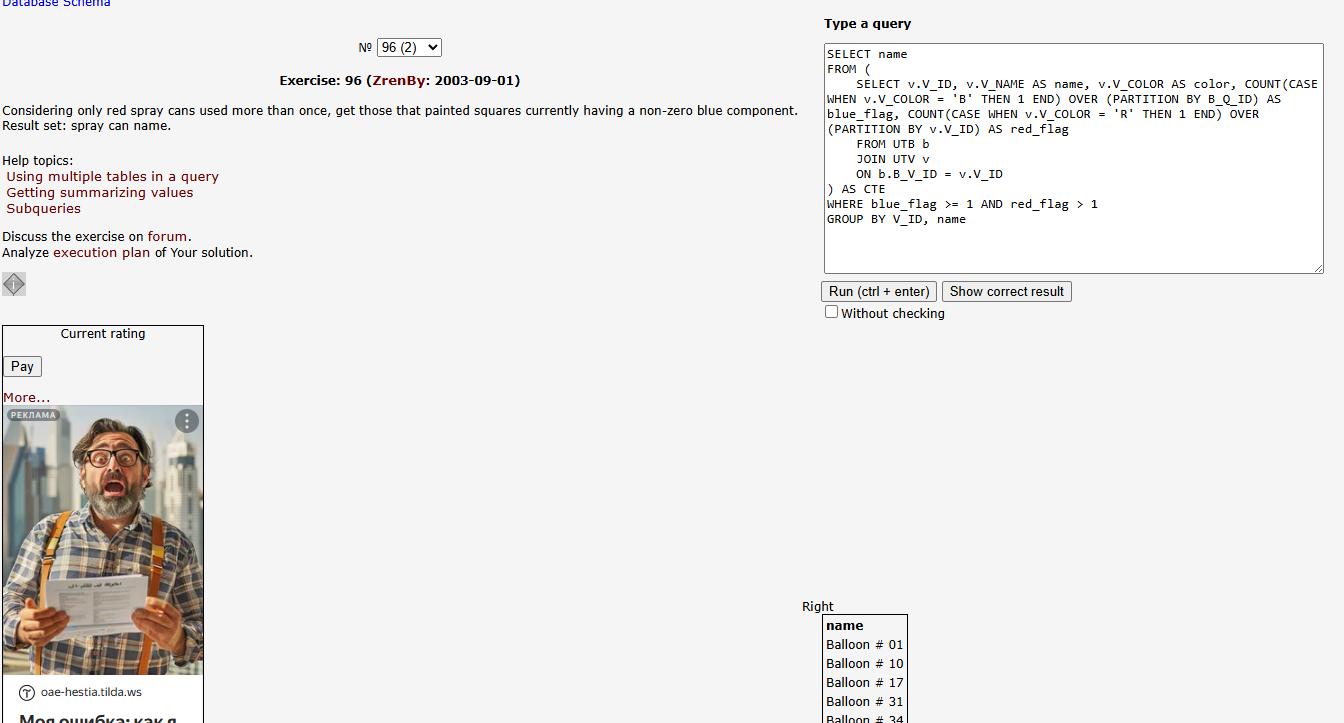 Database Schema
№ 96 (2)
Exercise: 96 (ZrenBy: 2003-09-01)
Considering only red spray cans used more than once, get those that painted squares currently having a non-zero blue component.
Result set: spray can name.
Help topics:
Using multiple tables in a query
Getting summarizing values
Subqueries
Discuss the exercise on forum.
Analyze execution plan of Your solution.
Current rating
Pay
More...
РЕКЛАМА
oae-hestia.tilda.ws
Моя ошибка: как я
Type a query
SELECT name
FROM (
    SELECT v.V_ID, v.V_NAME AS name, v.V_COLOR AS color, COUNT(CASE
WHEN v.V_COLOR = 'B' THEN 1 END) OVER (PARTITION BY B_Q_ID) AS
blue_flag, COUNT(CASE WHEN v.V_COLOR = 'R' THEN 1 END) OVER
(PARTITION BY v.V_ID) AS red_flag
    FROM UTB b
    JOIN UTV v
    ON b.B_V_ID = v.V_ID
) AS CTE
WHERE blue_flag >= 1 AND red_flag > 1
GROUP BY V_ID, name
Run (ctrl + enter) Show correct result
Without checking
Right
name
Balloon # 01
Balloon # 10
Balloon # 17
Balloon # 31
Balloon # 34